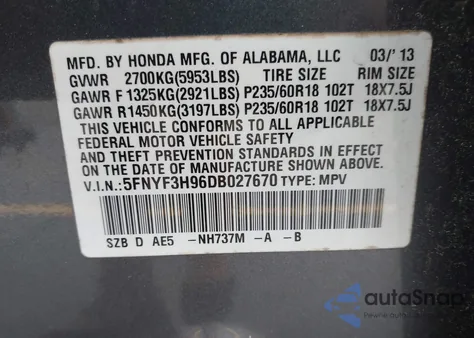 MFD. BY HONDA MFG. OF ALABAMA, LLC 03/' 13
GVWR 2700KG(5953LBS) TIRE SIZE RIM SIZE
GAWR F 1325KG(2921LBS) P235/60R18 102T 18X7.5J
GAWR R1450KG(3197LBS) P235/60R18 102T 18X7.5J
THIS VEHICLE CONFORMS TO ALL APPLICABLE
FEDERAL MOTOR VEHICLE SAFETY
AND THEFT PREVENTION STANDARDS IN EFFECT ON
THE DATE OF MANUFACTURE SHOWN ABOVE.
V.I.N.:5FNYF3H96DB027670 TYPE: MPV
SZB D AE5 -NH737M -A -B
autoSnap